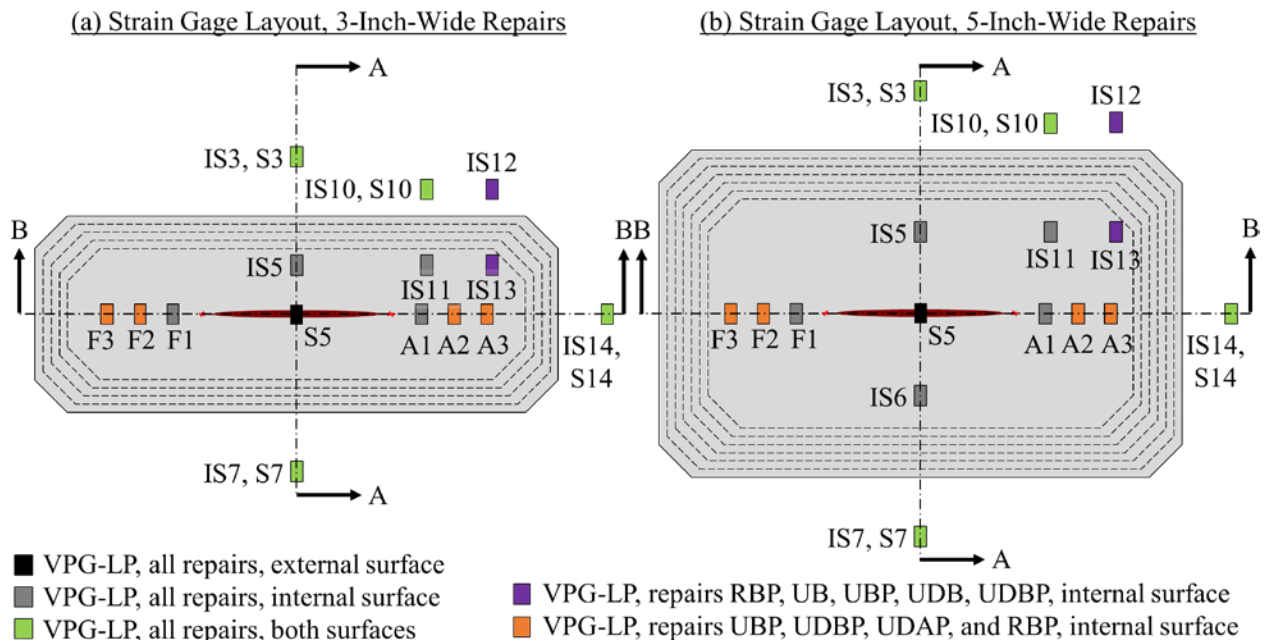 (a) Strain Gage Layout, 3-Inch-Wide Repairs
A
IS3, S3
IS12
IS10, S10
B
B
IS5
IS11
IS13
F3
F2
F1
S5
A1
A2
A3
IS14,
S14
IS7, S7
A
(b) Strain Gage Layout, 5-Inch-Wide Repairs
A
IS3, S3
IS12
IS10, S10
B
B
IS5
IS11
IS13
F3
F2
F1
S5
A1
A2
A3
IS14,
S14
IS6
IS7, S7
A
VPG-LP, all repairs, external surface
VPG-LP, all repairs, internal surface
VPG-LP, all repairs, both surfaces
VPG-LP, repairs RBP, UB, UBP, UDB, UDBP, internal surface
VPG-LP, repairs UBP, UDBP, UDAP, and RBP, internal surface